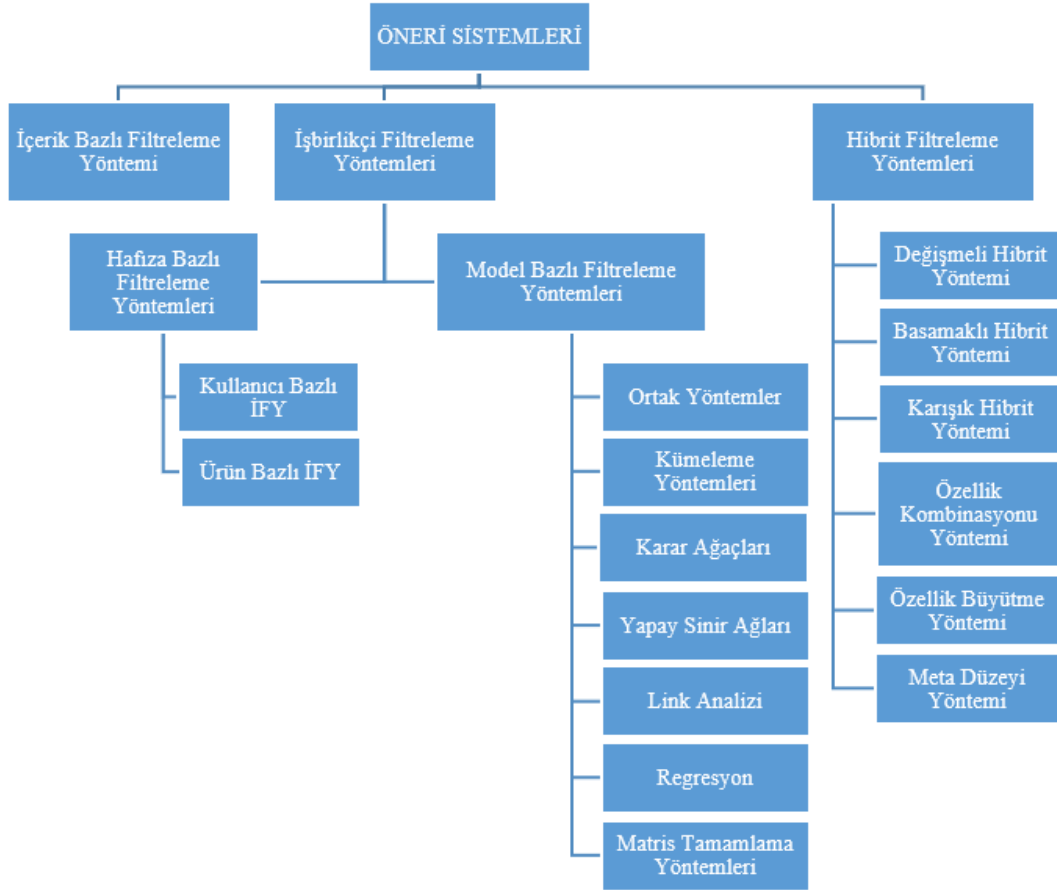 ÖNERİ SİSTEMLERİ
İçerik Bazlı Filtreleme
Yöntemi
İşbirlikçi Filtreleme
Yöntemleri
Hibrit Filtreleme
Yöntemleri
Hafıza Bazlı
Filtreleme
Yöntemleri
Kullanıcı Bazlı
İFY
Ürün Bazlı İFY
Model Bazlı Filtreleme
Yöntemleri
Ortak Yöntemler
Kümeleme
Yöntemleri
Karar Ağaçları
Yapay Sinir Ağları
Link Analizi
Regresyon
Matris Tamamlama
Yöntemleri
Değişmeli Hibrit
Yöntemi
Basamaklı Hibrit
Yöntemi
Karışık Hibrit
Yöntemi
Özellik
Kombinasyonu
Yöntemi
Özellik Büyütme
Yöntemi
Meta Düzeyi
Yöntemi